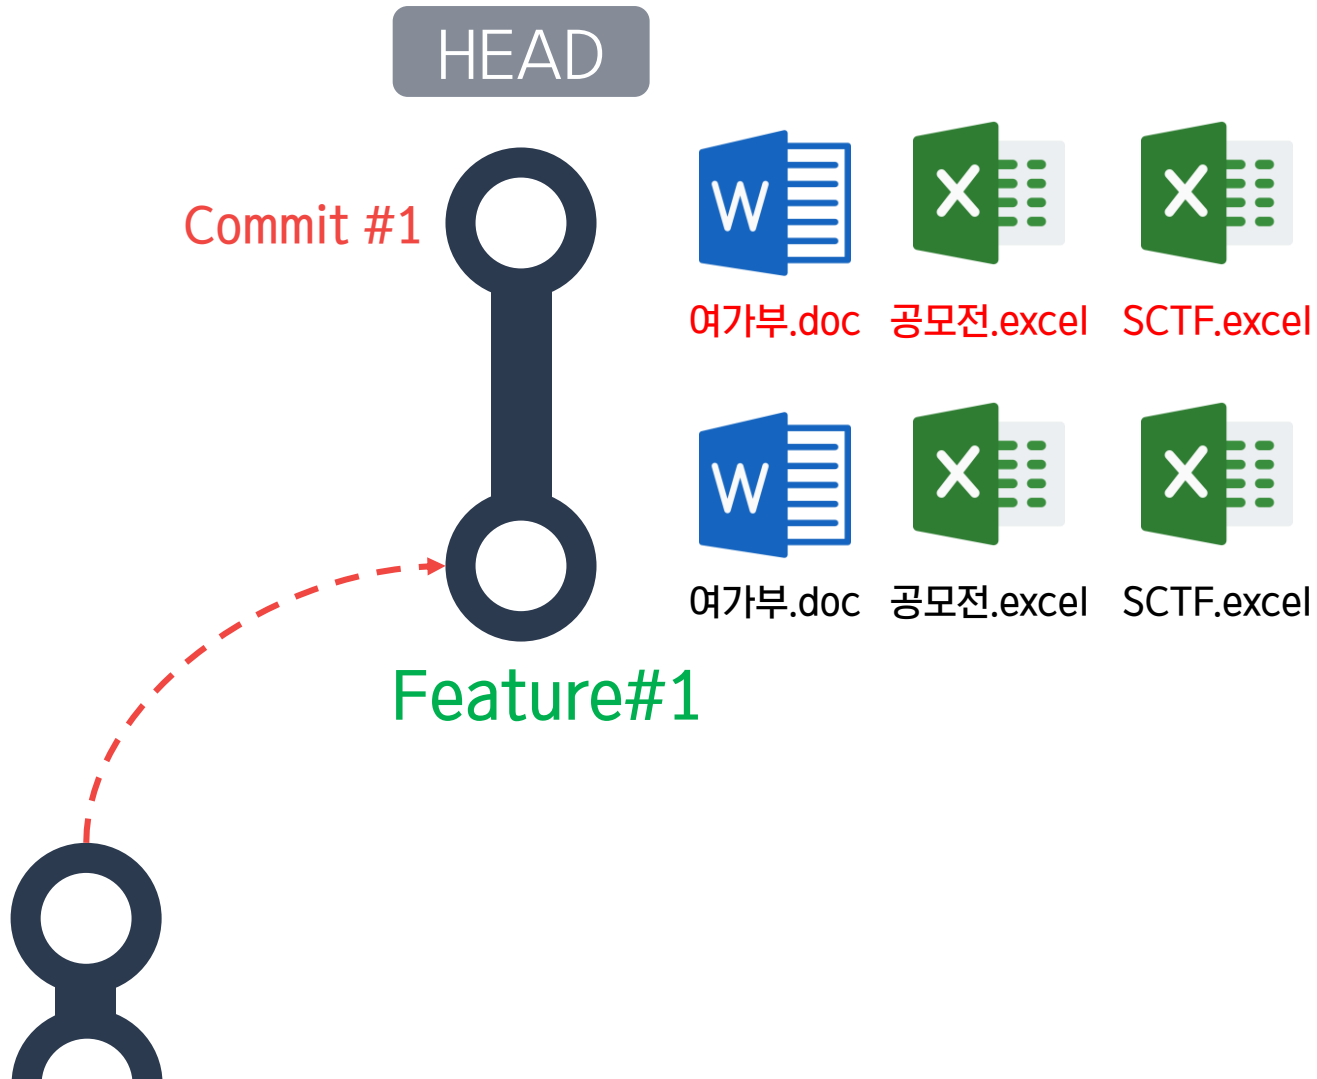 HEAD
Commit #1
여가부.doc 공모전.excel SCTF.excel
여가부.doc 공모전.excel SCTF.excel
Feature#1